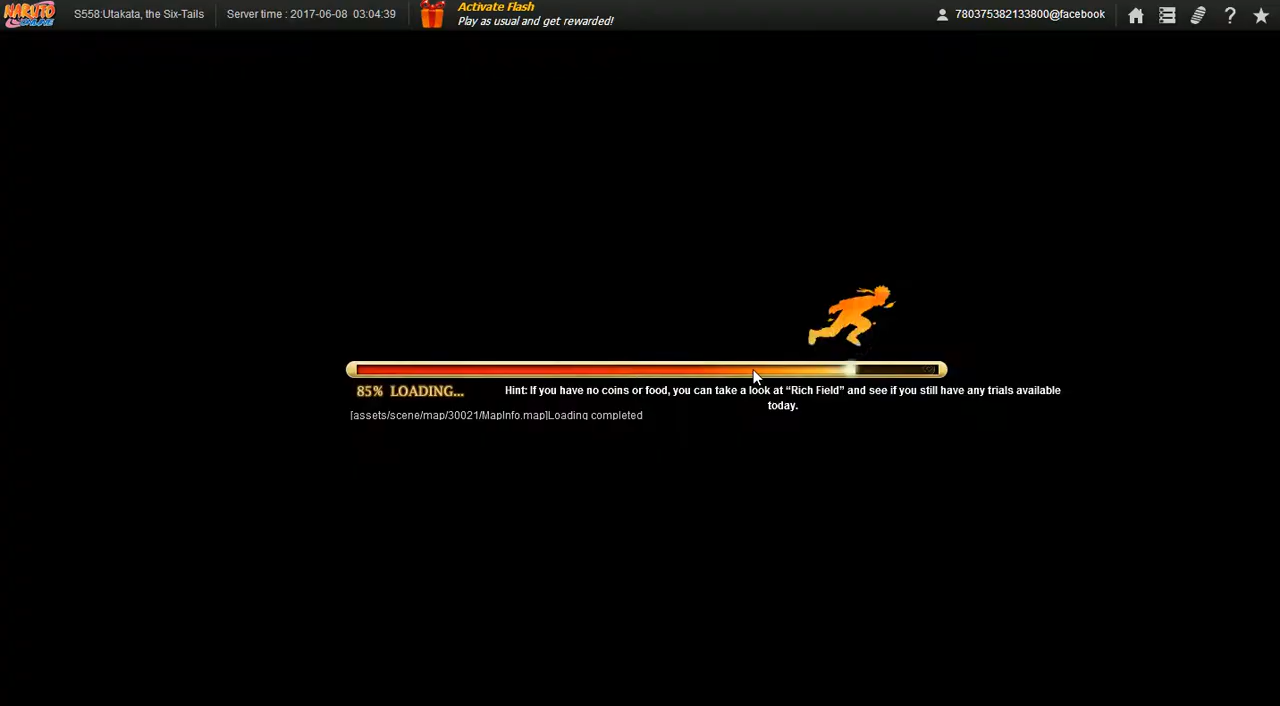 NARUTO
ONLINE
S558:Utakata, the Six-Tails
Server time : 2017-06-08 03:04:39
Activate Flash
Play as usual and get rewarded!
780375382133800@facebook
?
85% LOADING...
Hint: If you have no coins or food, you can take a look at “Rich Field” and see if you still have any trials available
today.
[assets/scene/map/30021/MapInfo.map]Loading completed